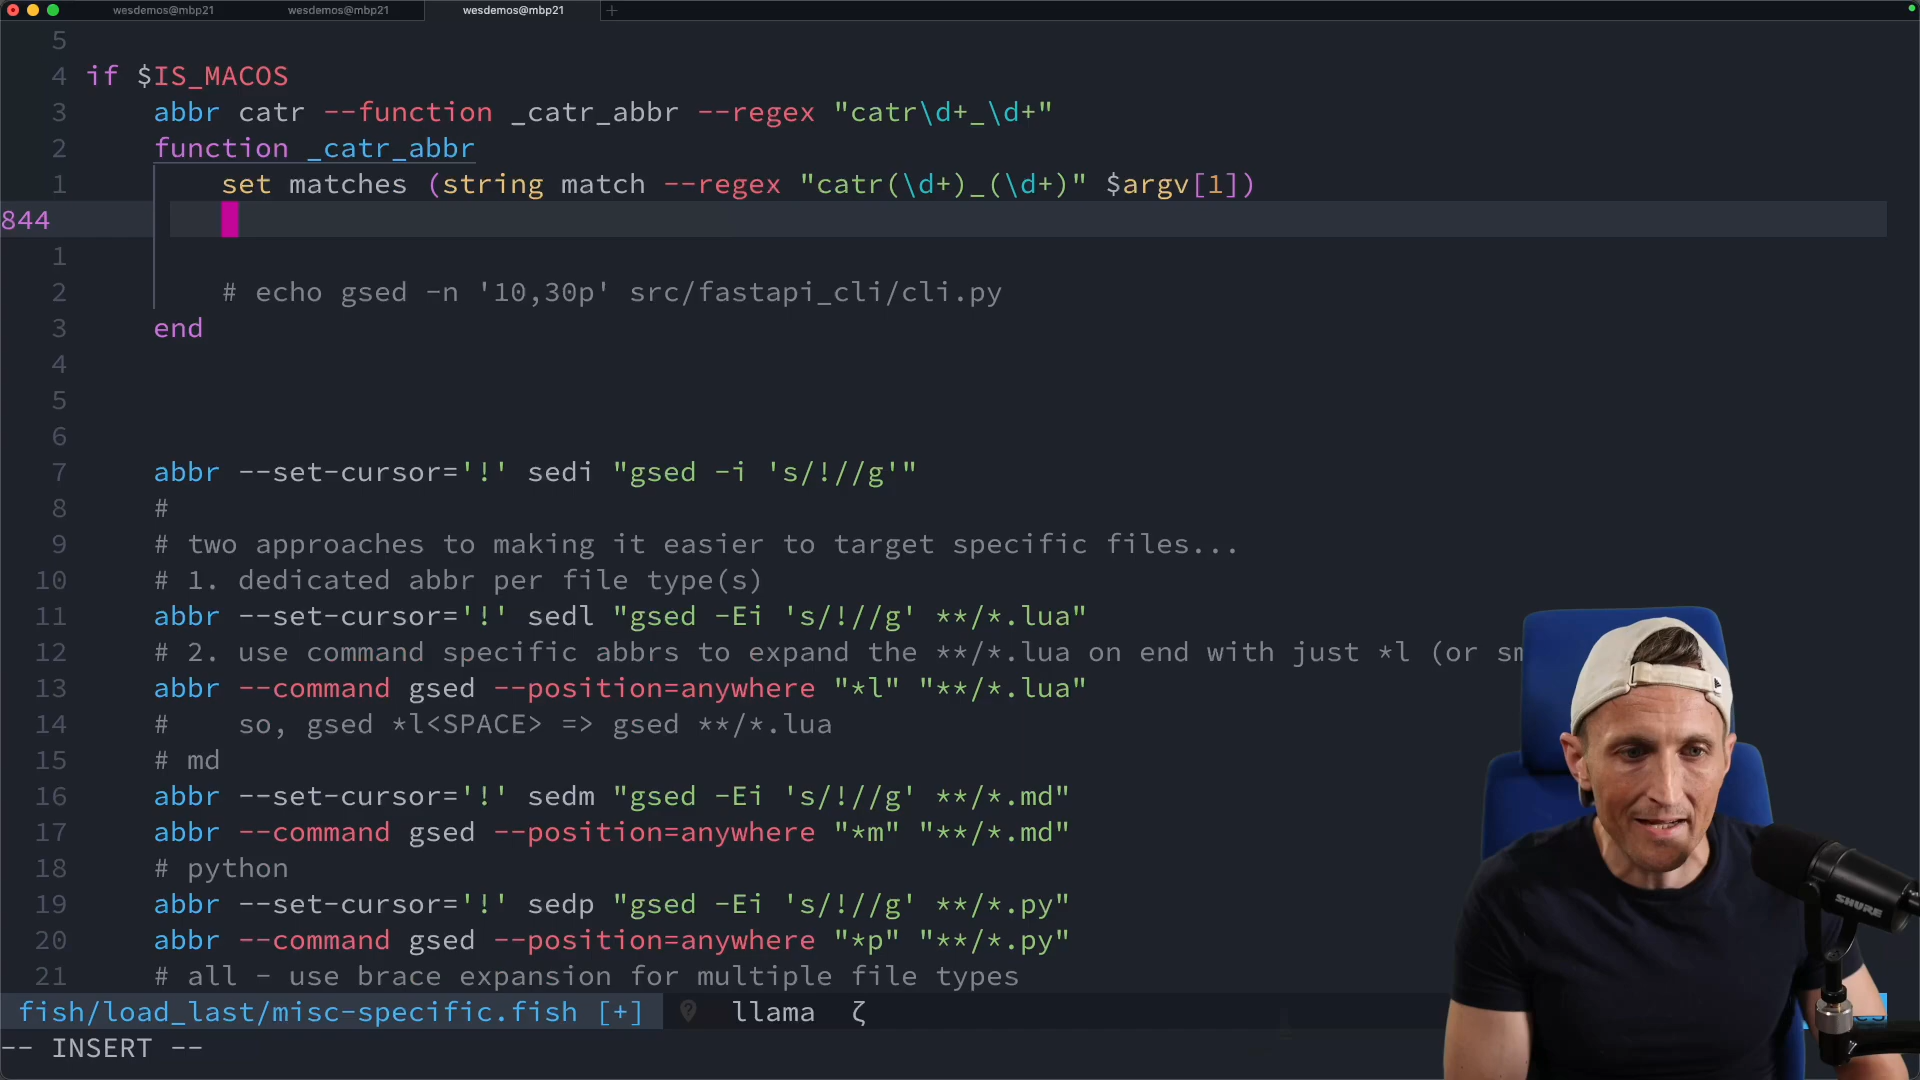 wesdemos@mbp21 wesdemos@mbp21 wesdemos@mbp21 +
5
4 if $IS_MACOS
3 abbr catr --function _catr_abbr --regex "catr\d+_\d+"
2 function _catr_abbr
1 set matches (string match --regex "catr(\d+)_(\d+)" $argv[1])
844
1
2 # echo gsed -n '10,30p' src/fastapi_cli/cli.py
3 end
4
5
6
7 abbr --set-cursor='!' sedi "gsed -i 's/!//g'"
8 #
9 # two approaches to making it easier to target specific files...
10 # 1. dedicated abbr per file type(s)
11 abbr --set-cursor='!' sedl "gsed -Ei 's/!//g' **/*.lua"
12 # 2. use command specific abbrs to expand the **/*.lua on end with just *l (or sm
13 abbr --command gsed --position=anywhere "*l" "**/*.lua"
14 # so, gsed *l<SPACE> => gsed **/*.lua
15 # md
16 abbr --set-cursor='!' sedm "gsed -Ei 's/!//g' **/*.md"
17 abbr --command gsed --position=anywhere "*m" "**/*.md"
18 # python
19 abbr --set-cursor='!' sedp "gsed -Ei 's/!//g' **/*.py"
20 abbr --command gsed --position=anywhere "*p" "**/*.py"
21 # all - use brace expansion for multiple file types
fish/load_last/misc-specific.fish [+] llama ζ
-- INSERT --
SHURE